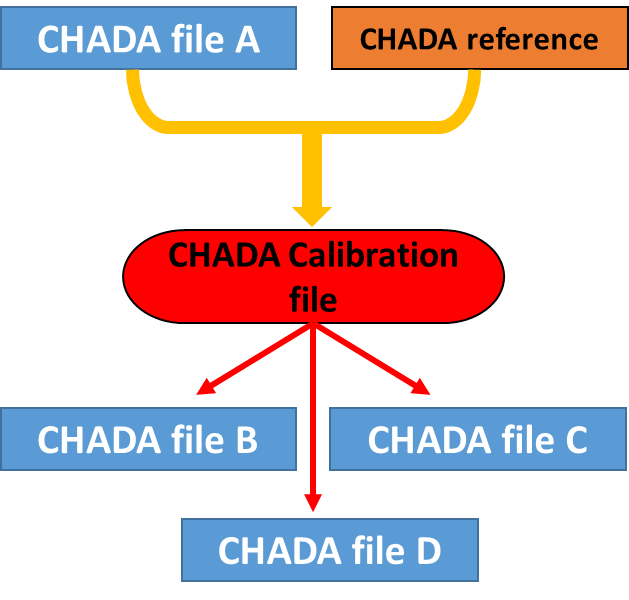 CHADA file A
CHADA reference
CHADA Calibration
file
CHADA file B
CHADA file C
CHADA file D